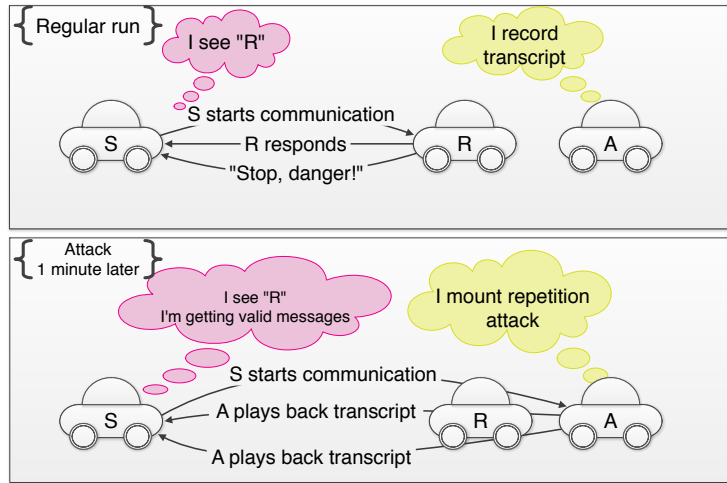 Regular run
I see "R"
I record
transcript
S starts communication
S
R
A
R responds
"Stop, danger!"
Attack
1 minute later
I see "R"
I'm getting valid messages
I mount repetition
attack
S starts communication
S
A plays back transcript
R
A
A plays back transcript